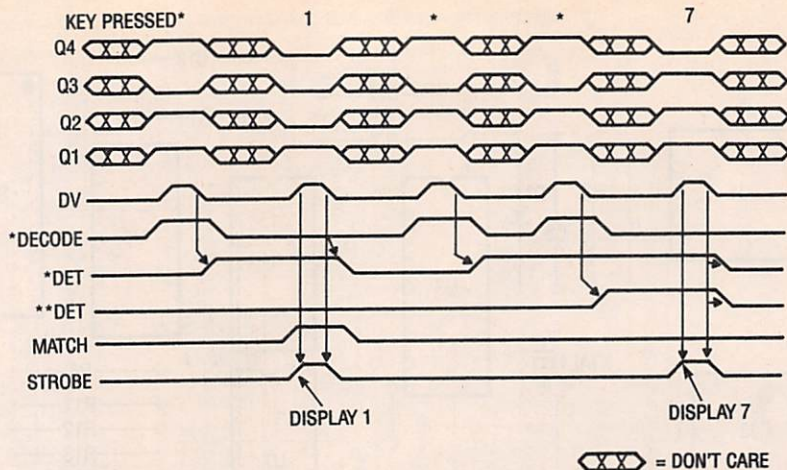 KEY PRESSED* 1 * * 7
Q4 XX XX XX XX XX XX
Q3 XX XX XX XX XX XX
Q2 XX XX XX XX XX XX
Q1 XX XX XX XX XX XX
DV
*DECODE
*DET
**DET
MATCH
STROBE
DISPLAY 1
DISPLAY 7
XX = DON'T CARE